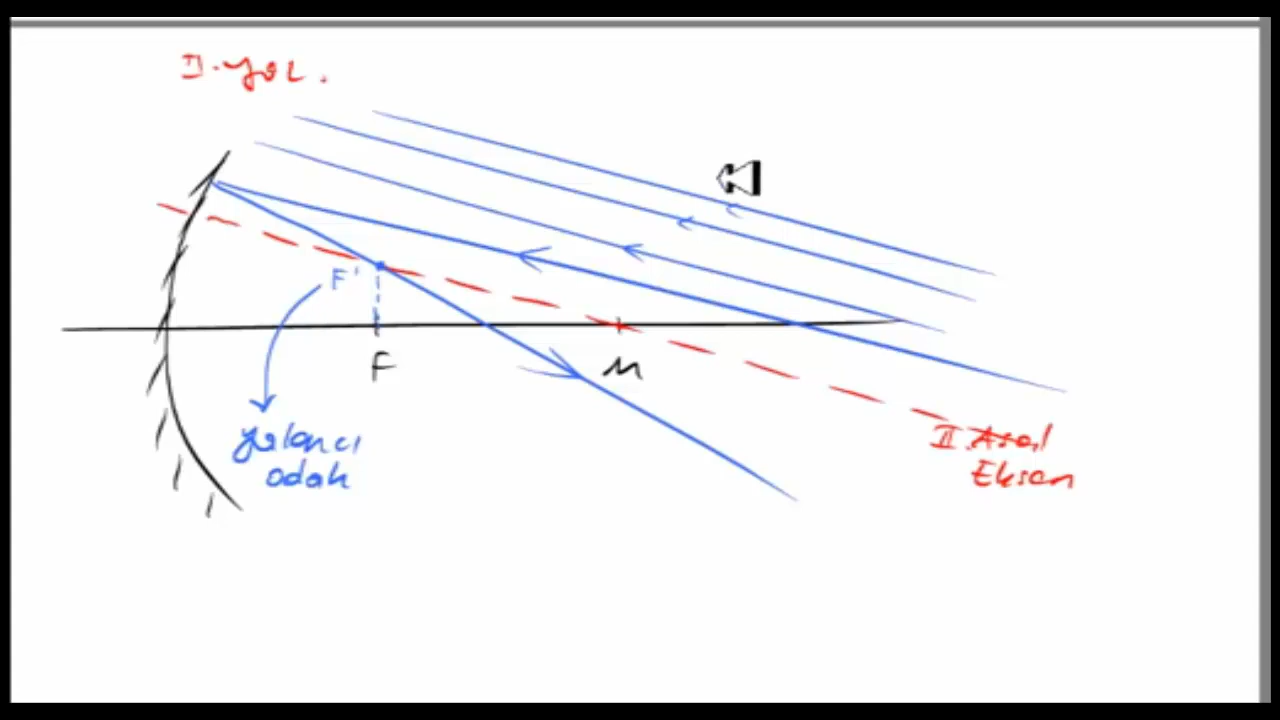 II. yol.
F'
F
M
yalancı
odak
II. Asal
Eksen